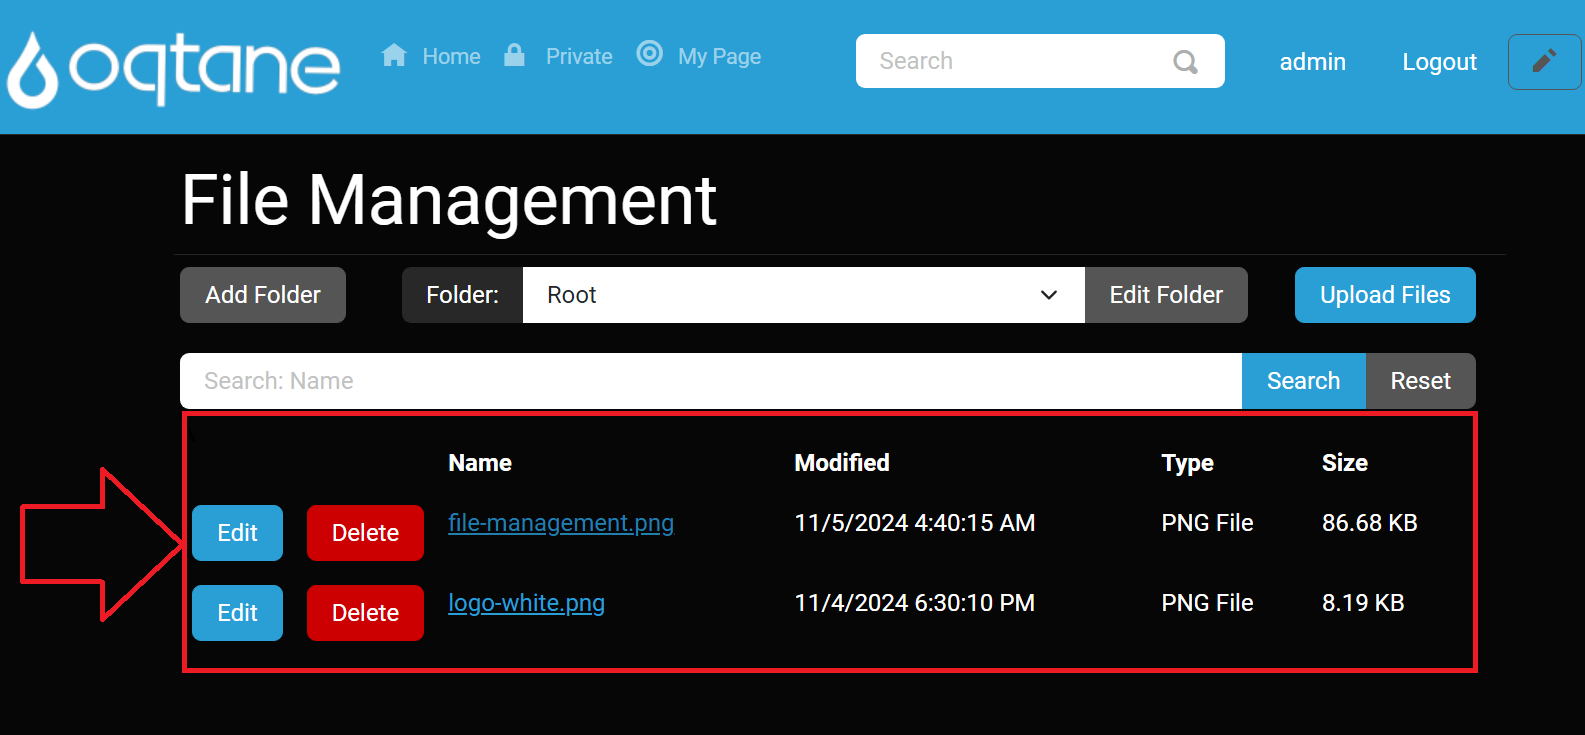 oqtane Home Private My Page Search admin Logout
File Management
Add Folder Folder: Root Edit Folder Upload Files
Search: Name Search Reset
Name Modified Type Size
Edit Delete file-management.png 11/5/2024 4:40:15 AM PNG File 86.68 KB
Edit Delete logo-white.png 11/4/2024 6:30:10 PM PNG File 8.19 KB